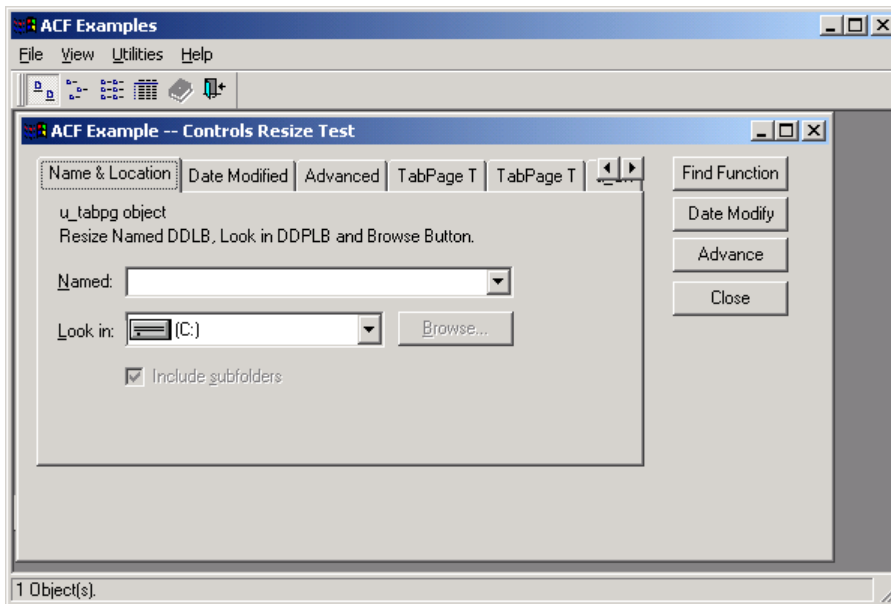 ACF Examples
File View Utilities Help
ACF Example -- Controls Resize Test
Name & Location Date Modified Advanced TabPage T TabPage T
Find Function
u_tabpg object
Resize Named DDLB, Look in DDPLB and Browse Button.
Date Modify
Advance
Named:
Close
Look in: (C:) Browse...
Include subfolders
1 Object(s).